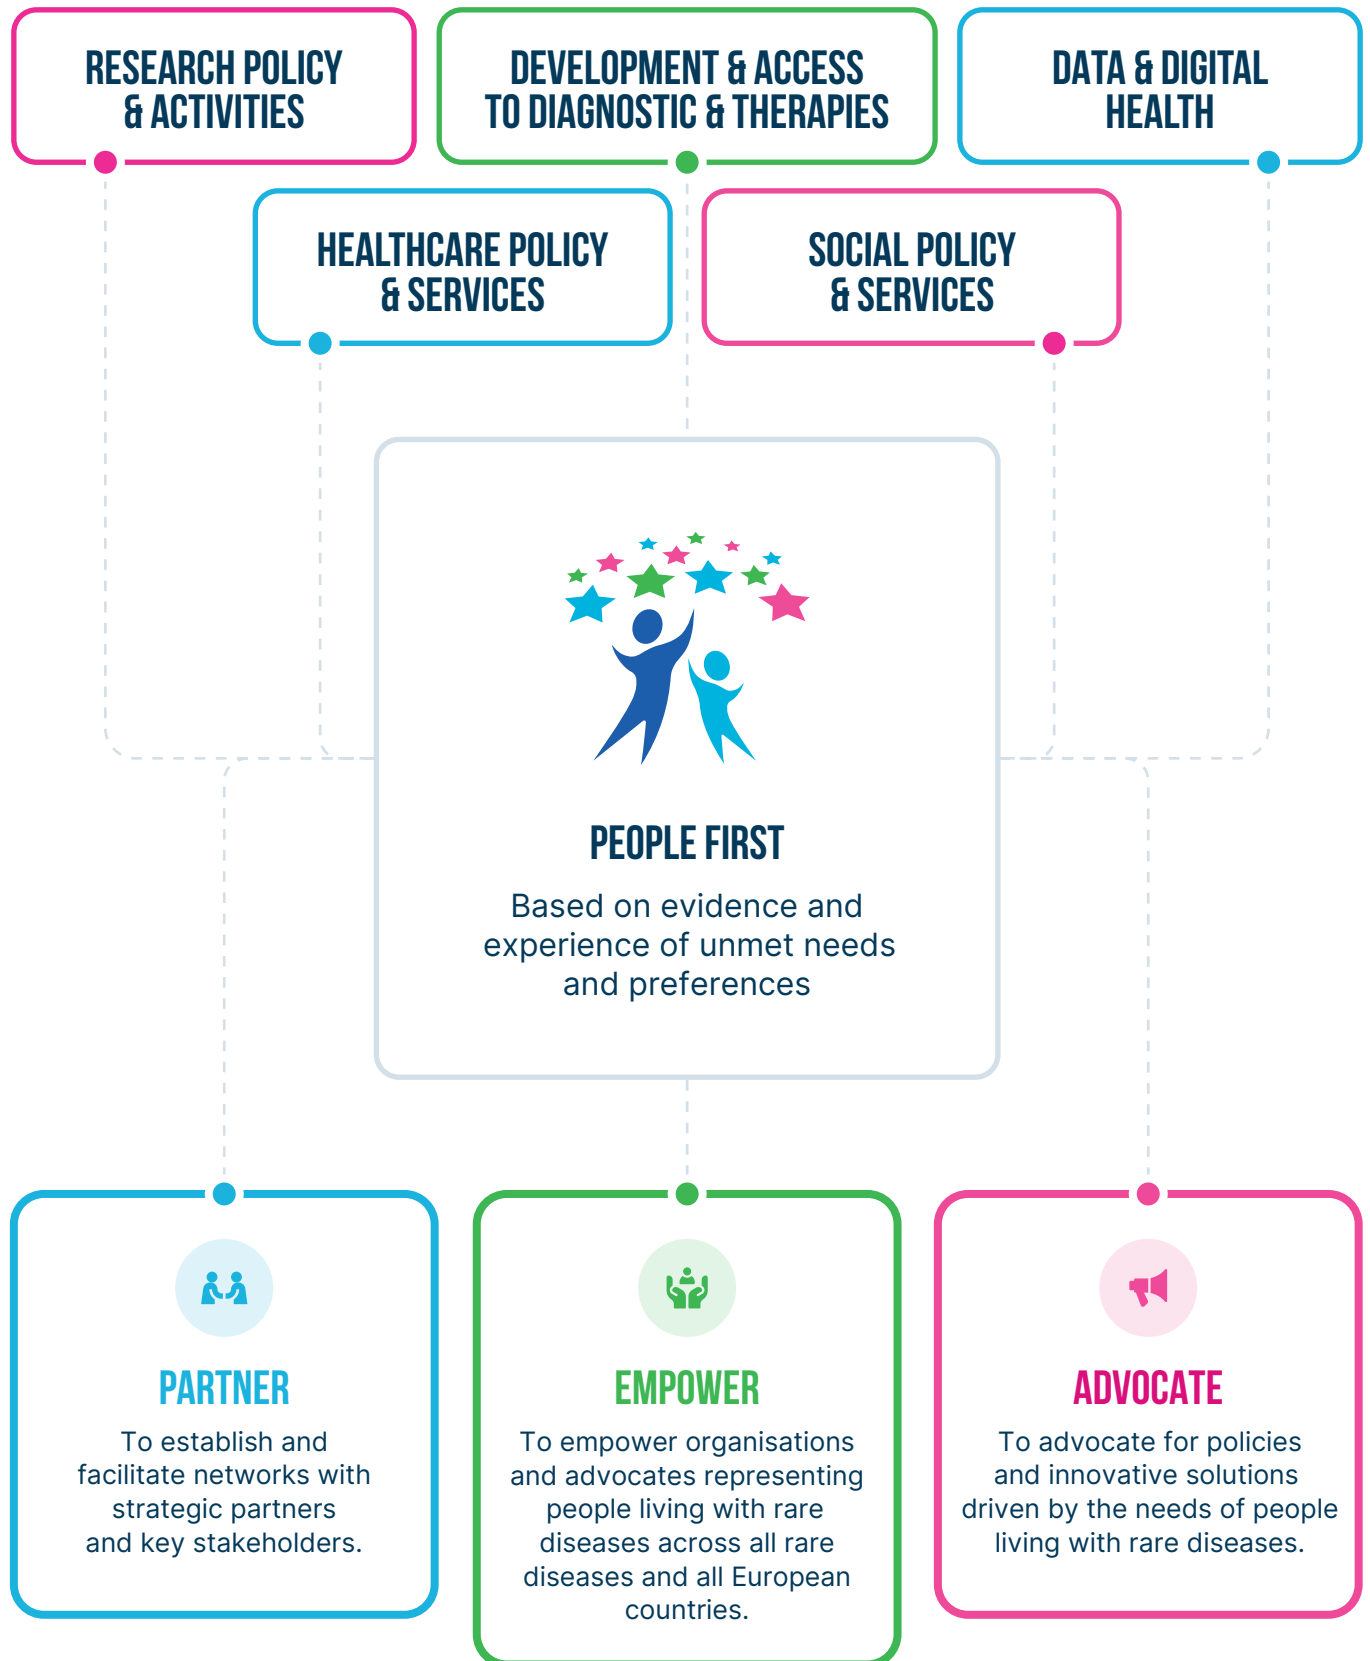 RESEARCH POLICY
& ACTIVITIES
DEVELOPMENT & ACCESS
TO DIAGNOSTIC & THERAPIES
DATA & DIGITAL
HEALTH
HEALTHCARE POLICY
& SERVICES
SOCIAL POLICY
& SERVICES
PEOPLE FIRST
Based on evidence and
experience of unmet needs
and preferences
PARTNER
To establish and
facilitate networks with
strategic partners
and key stakeholders.
EMPOWER
To empower organisations
and advocates representing
people living with rare
diseases across all rare
diseases and all European
countries.
ADVOCATE
To advocate for policies
and innovative solutions
driven by the needs of people
living with rare diseases.